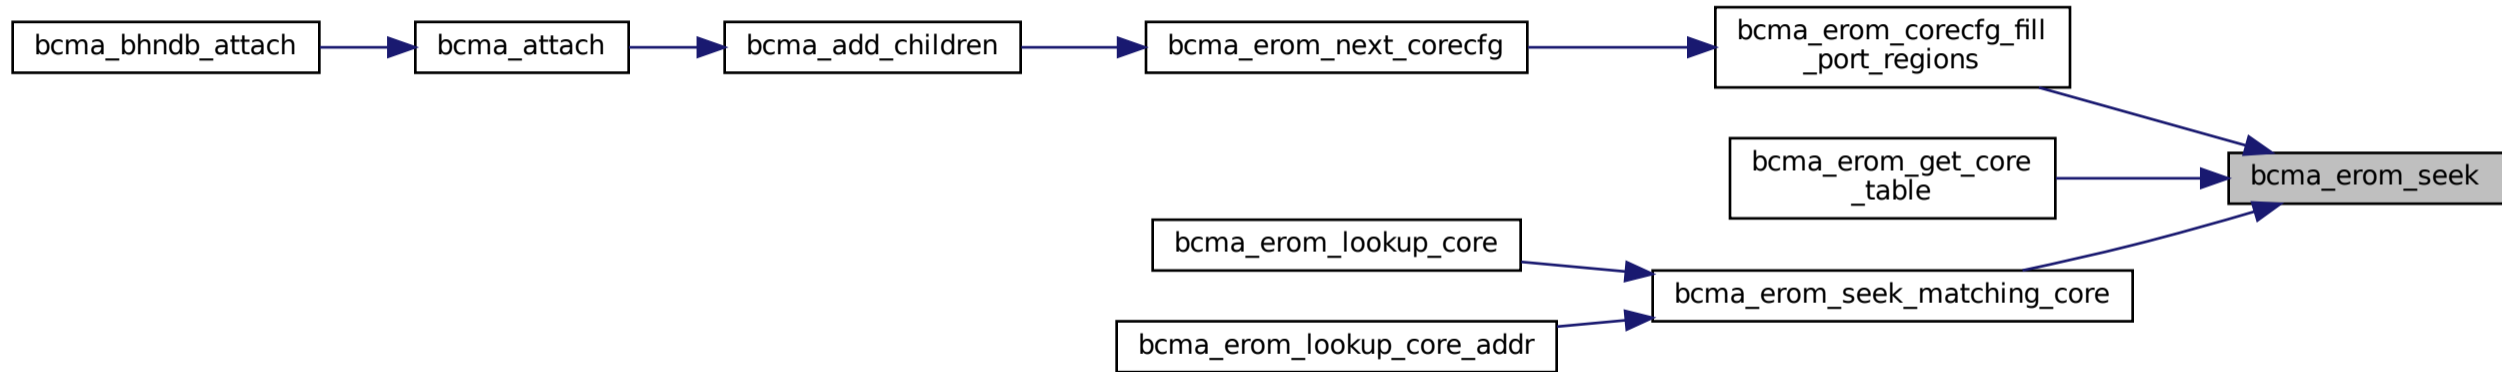 bcma_bhndb_attach
bcma_attach
bcma_add_children
bcma_erom_next_corecfg
bcma_erom_corecfg_fill
_port_regions
bcma_erom_get_core
_table
bcma_erom_seek
bcma_erom_lookup_core
bcma_erom_seek_matching_core
bcma_erom_lookup_core_addr